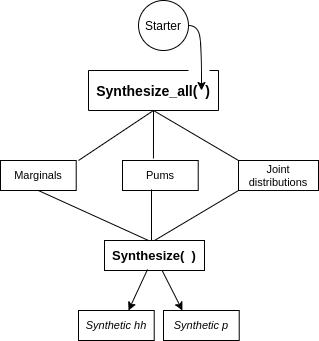 Starter
Synthesize_all( )
Marginals
Pums
Joint
distributions
Synthesize( )
Synthetic hh
Synthetic p